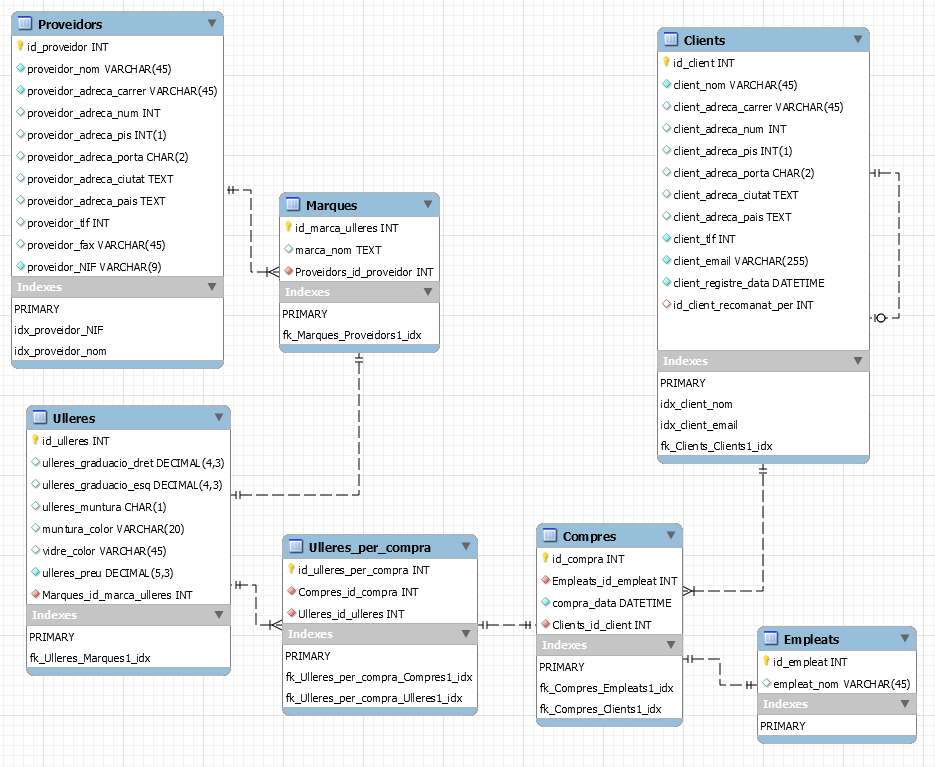 Proveidors
id_proveidor INT
proveidor_nom VARCHAR(45)
proveidor_adreca_carrer VARCHAR(45)
proveidor_adreca_num INT
proveidor_adreca_pis INT(1)
proveidor_adreca_porta CHAR(2)
proveidor_adreca_ciutat TEXT
proveidor_adreca_pais TEXT
proveidor_tlf INT
proveidor_fax VARCHAR(45)
proveidor_NIF VARCHAR(9)
Indexes
PRIMARY
idx_proveidor_NIF
idx_proveidor_nom
Marques
id_marca_ulleres INT
marca_nom TEXT
Proveidors_id_proveidor INT
Indexes
PRIMARY
fk_Marques_Proveidors1_idx
Clients
id_client INT
client_nom VARCHAR(45)
client_adreca_carrer VARCHAR(45)
client_adreca_num INT
client_adreca_pis INT(1)
client_adreca_porta CHAR(2)
client_adreca_ciutat TEXT
client_adreca_pais TEXT
client_tlf INT
client_email VARCHAR(255)
client_registre_data DATETIME
id_client_recomanat_per INT
Indexes
PRIMARY
idx_client_nom
idx_client_email
fk_Clients_Clients1_idx
Ulleres
id_ulleres INT
ulleres_graduacio_dret DECIMAL(4,3)
ulleres_graduacio_esq DECIMAL(4,3)
ulleres_muntura CHAR(1)
muntura_color VARCHAR(20)
vidre_color VARCHAR(45)
ulleres_preu DECIMAL(5,3)
Marques_id_marca_ulleres INT
Indexes
PRIMARY
fk_Ulleres_Marques1_idx
Ulleres_per_compra
id_ulleres_per_compra INT
Compres_id_compra INT
Ulleres_id_ulleres INT
Indexes
PRIMARY
fk_Ulleres_per_compra_Compres1_idx
fk_Ulleres_per_compra_Ulleres1_idx
Compres
id_compra INT
Empleats_id_empleat INT
compra_data DATETIME
Clients_id_client INT
Indexes
PRIMARY
fk_Compres_Empleats1_idx
fk_Compres_Clients1_idx
Empleats
id_empleat INT
empleat_nom VARCHAR(45)
Indexes
PRIMARY